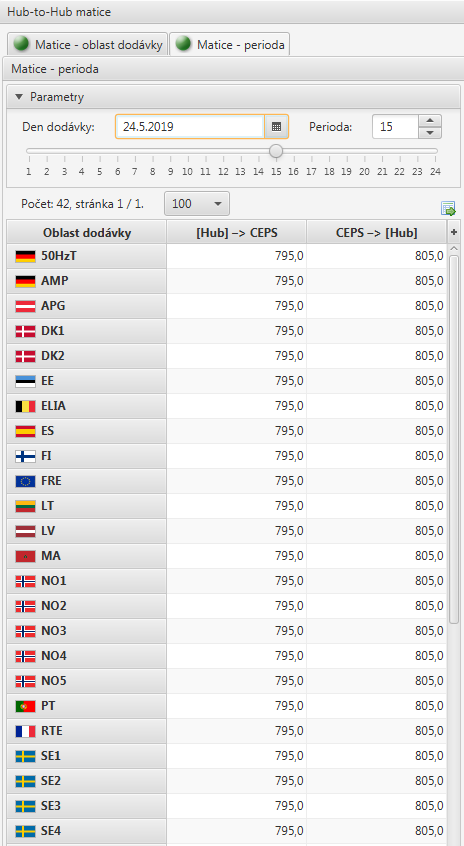 Hub-to-Hub matice
Matice - oblast dodávky Matice - perioda
Matice - perioda
Parametry
Den dodávky: 24.5.2019 Perioda: 15
1 2 3 4 5 6 7 8 9 10 11 12 13 14 15 16 17 18 19 20 21 22 23 24
Počet: 42, stránka 1 / 1. 100
Oblast dodávky [Hub] –> CEPS CEPS –> [Hub] +
50HzT 795,0 805,0
AMP 795,0 805,0
APG 795,0 805,0
DK1 795,0 805,0
DK2 795,0 805,0
EE 795,0 805,0
ELIA 795,0 805,0
ES 795,0 805,0
FI 795,0 805,0
FRE 795,0 805,0
LT 795,0 805,0
LV 795,0 805,0
MA 795,0 805,0
NO1 795,0 805,0
NO2 795,0 805,0
NO3 795,0 805,0
NO4 795,0 805,0
NO5 795,0 805,0
PT 795,0 805,0
RTE 795,0 805,0
SE1 795,0 805,0
SE2 795,0 805,0
SE3 795,0 805,0
SE4 795,0 805,0